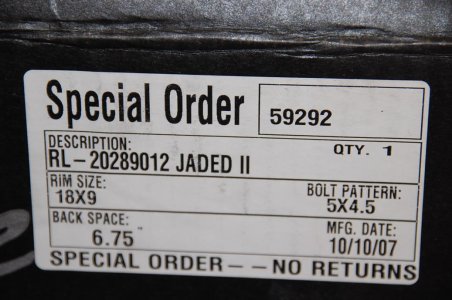 Special Order 59292
DESCRIPTION: QTY. 1
RL-20289012 JADED II
RIM SIZE: BOLT PATTERN:
18X9 5X4.5
BACK SPACE: MFG. DATE:
6.75" 10/10/07
SPECIAL ORDER--NO RETURNS